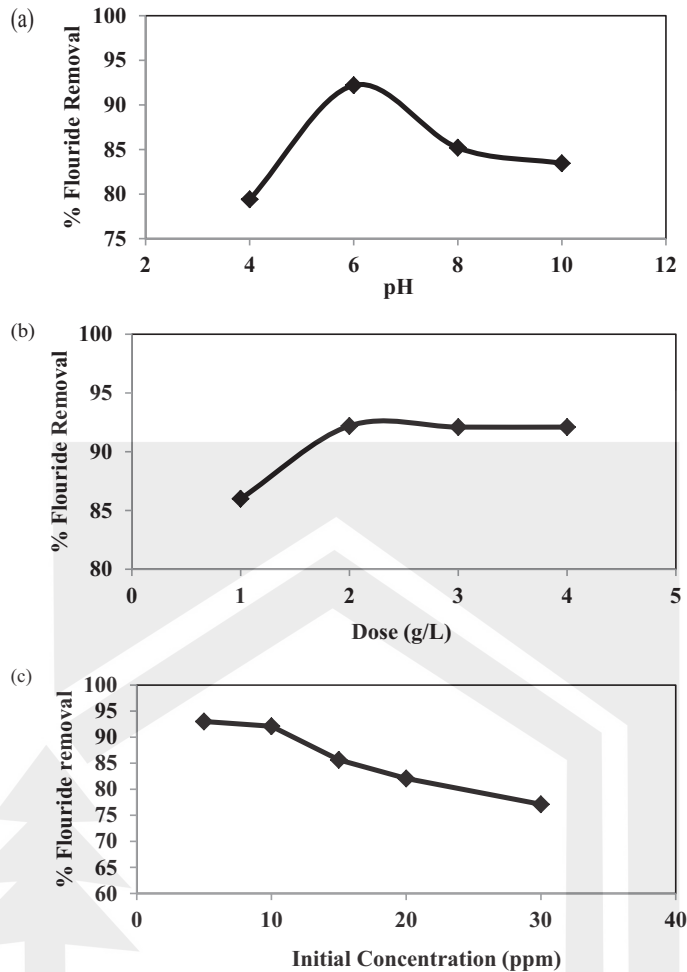 (a)
100
95
90
85
80
75
% Flouride Removal
2 4 6 8 10 12
pH
(b)
100
95
90
85
80
% Flouride Removal
0 1 2 3 4 5
Dose (g/L)
(c)
100
95
90
85
80
75
70
65
60
% Flouride removal
0 10 20 30 40
Initial Concentration (ppm)